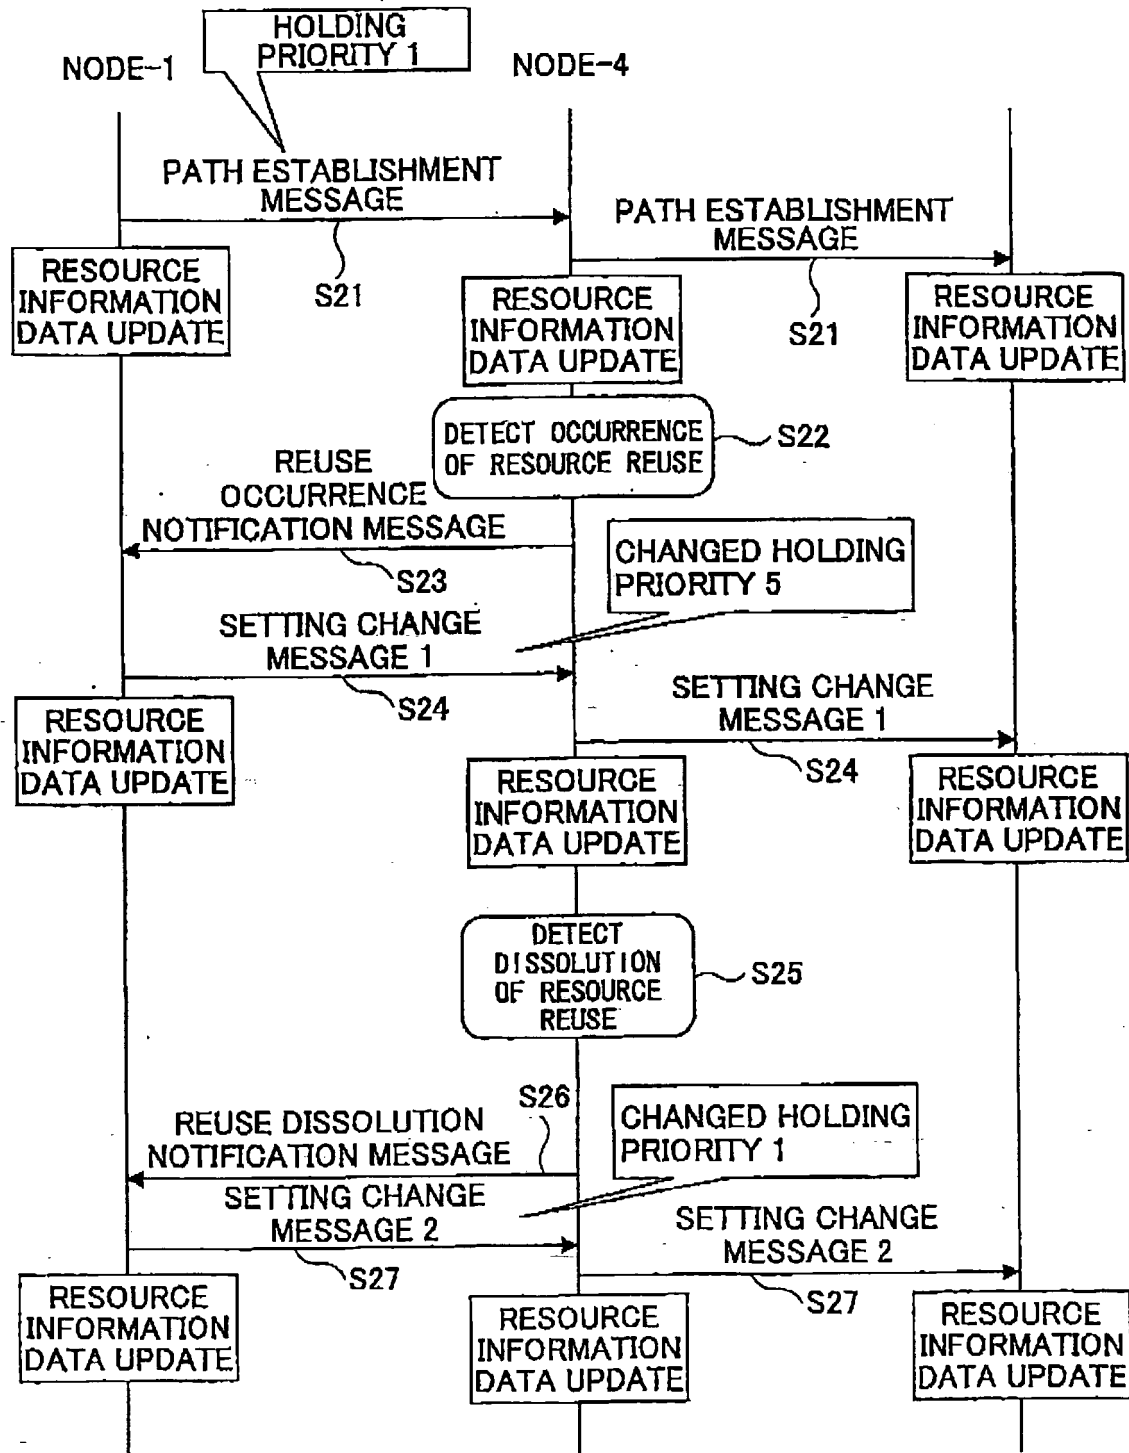 HOLDING
PRIORITY 1
NODE-1
NODE-4
PATH ESTABLISHMENT
MESSAGE
PATH ESTABLISHMENT
MESSAGE
S21
S21
RESOURCE
INFORMATION
DATA UPDATE
RESOURCE
INFORMATION
DATA UPDATE
RESOURCE
INFORMATION
DATA UPDATE
DETECT OCCURRENCE
OF RESOURCE REUSE
S22
REUSE
OCCURRENCE
NOTIFICATION MESSAGE
S23
CHANGED HOLDING
PRIORITY 5
SETTING CHANGE
MESSAGE 1
S24
SETTING CHANGE
MESSAGE 1
S24
RESOURCE
INFORMATION
DATA UPDATE
RESOURCE
INFORMATION
DATA UPDATE
RESOURCE
INFORMATION
DATA UPDATE
DETECT
DISSOLUTION
OF RESOURCE
REUSE
S25
S26
REUSE DISSOLUTION
NOTIFICATION MESSAGE
CHANGED HOLDING
PRIORITY 1
SETTING CHANGE
MESSAGE 2
S27
SETTING CHANGE
MESSAGE 2
S27
RESOURCE
INFORMATION
DATA UPDATE
RESOURCE
INFORMATION
DATA UPDATE
RESOURCE
INFORMATION
DATA UPDATE